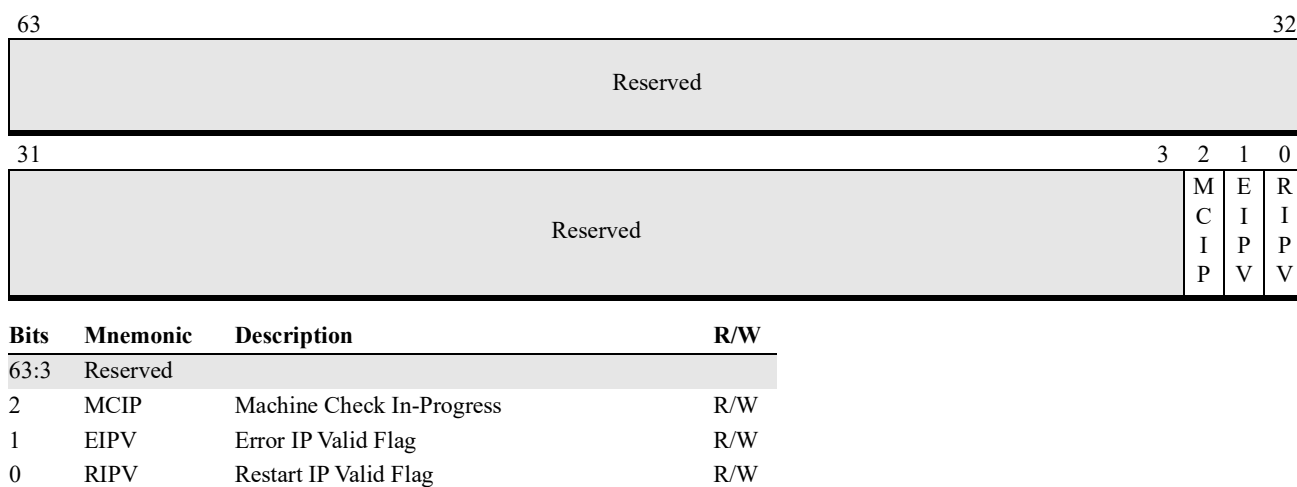 63 32
Reserved
31 3 2 1 0
Reserved
M C I P
E I P V
R I P V
Bits Mnemonic Description R/W
63:3 Reserved
2 MCIP Machine Check In-Progress R/W
1 EIPV Error IP Valid Flag R/W
0 RIPV Restart IP Valid Flag R/W